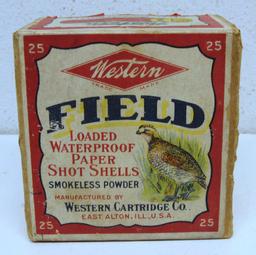 25 25
Western
TRADE MARK
FIELD
LOADED
WATERPROOF
PAPER
SHOT SHELLS
SMOKELESS POWDER
MANUFACTURED BY
WESTERN CARTRIDGE CO.
EAST ALTON, ILL., U.S.A.
25 25